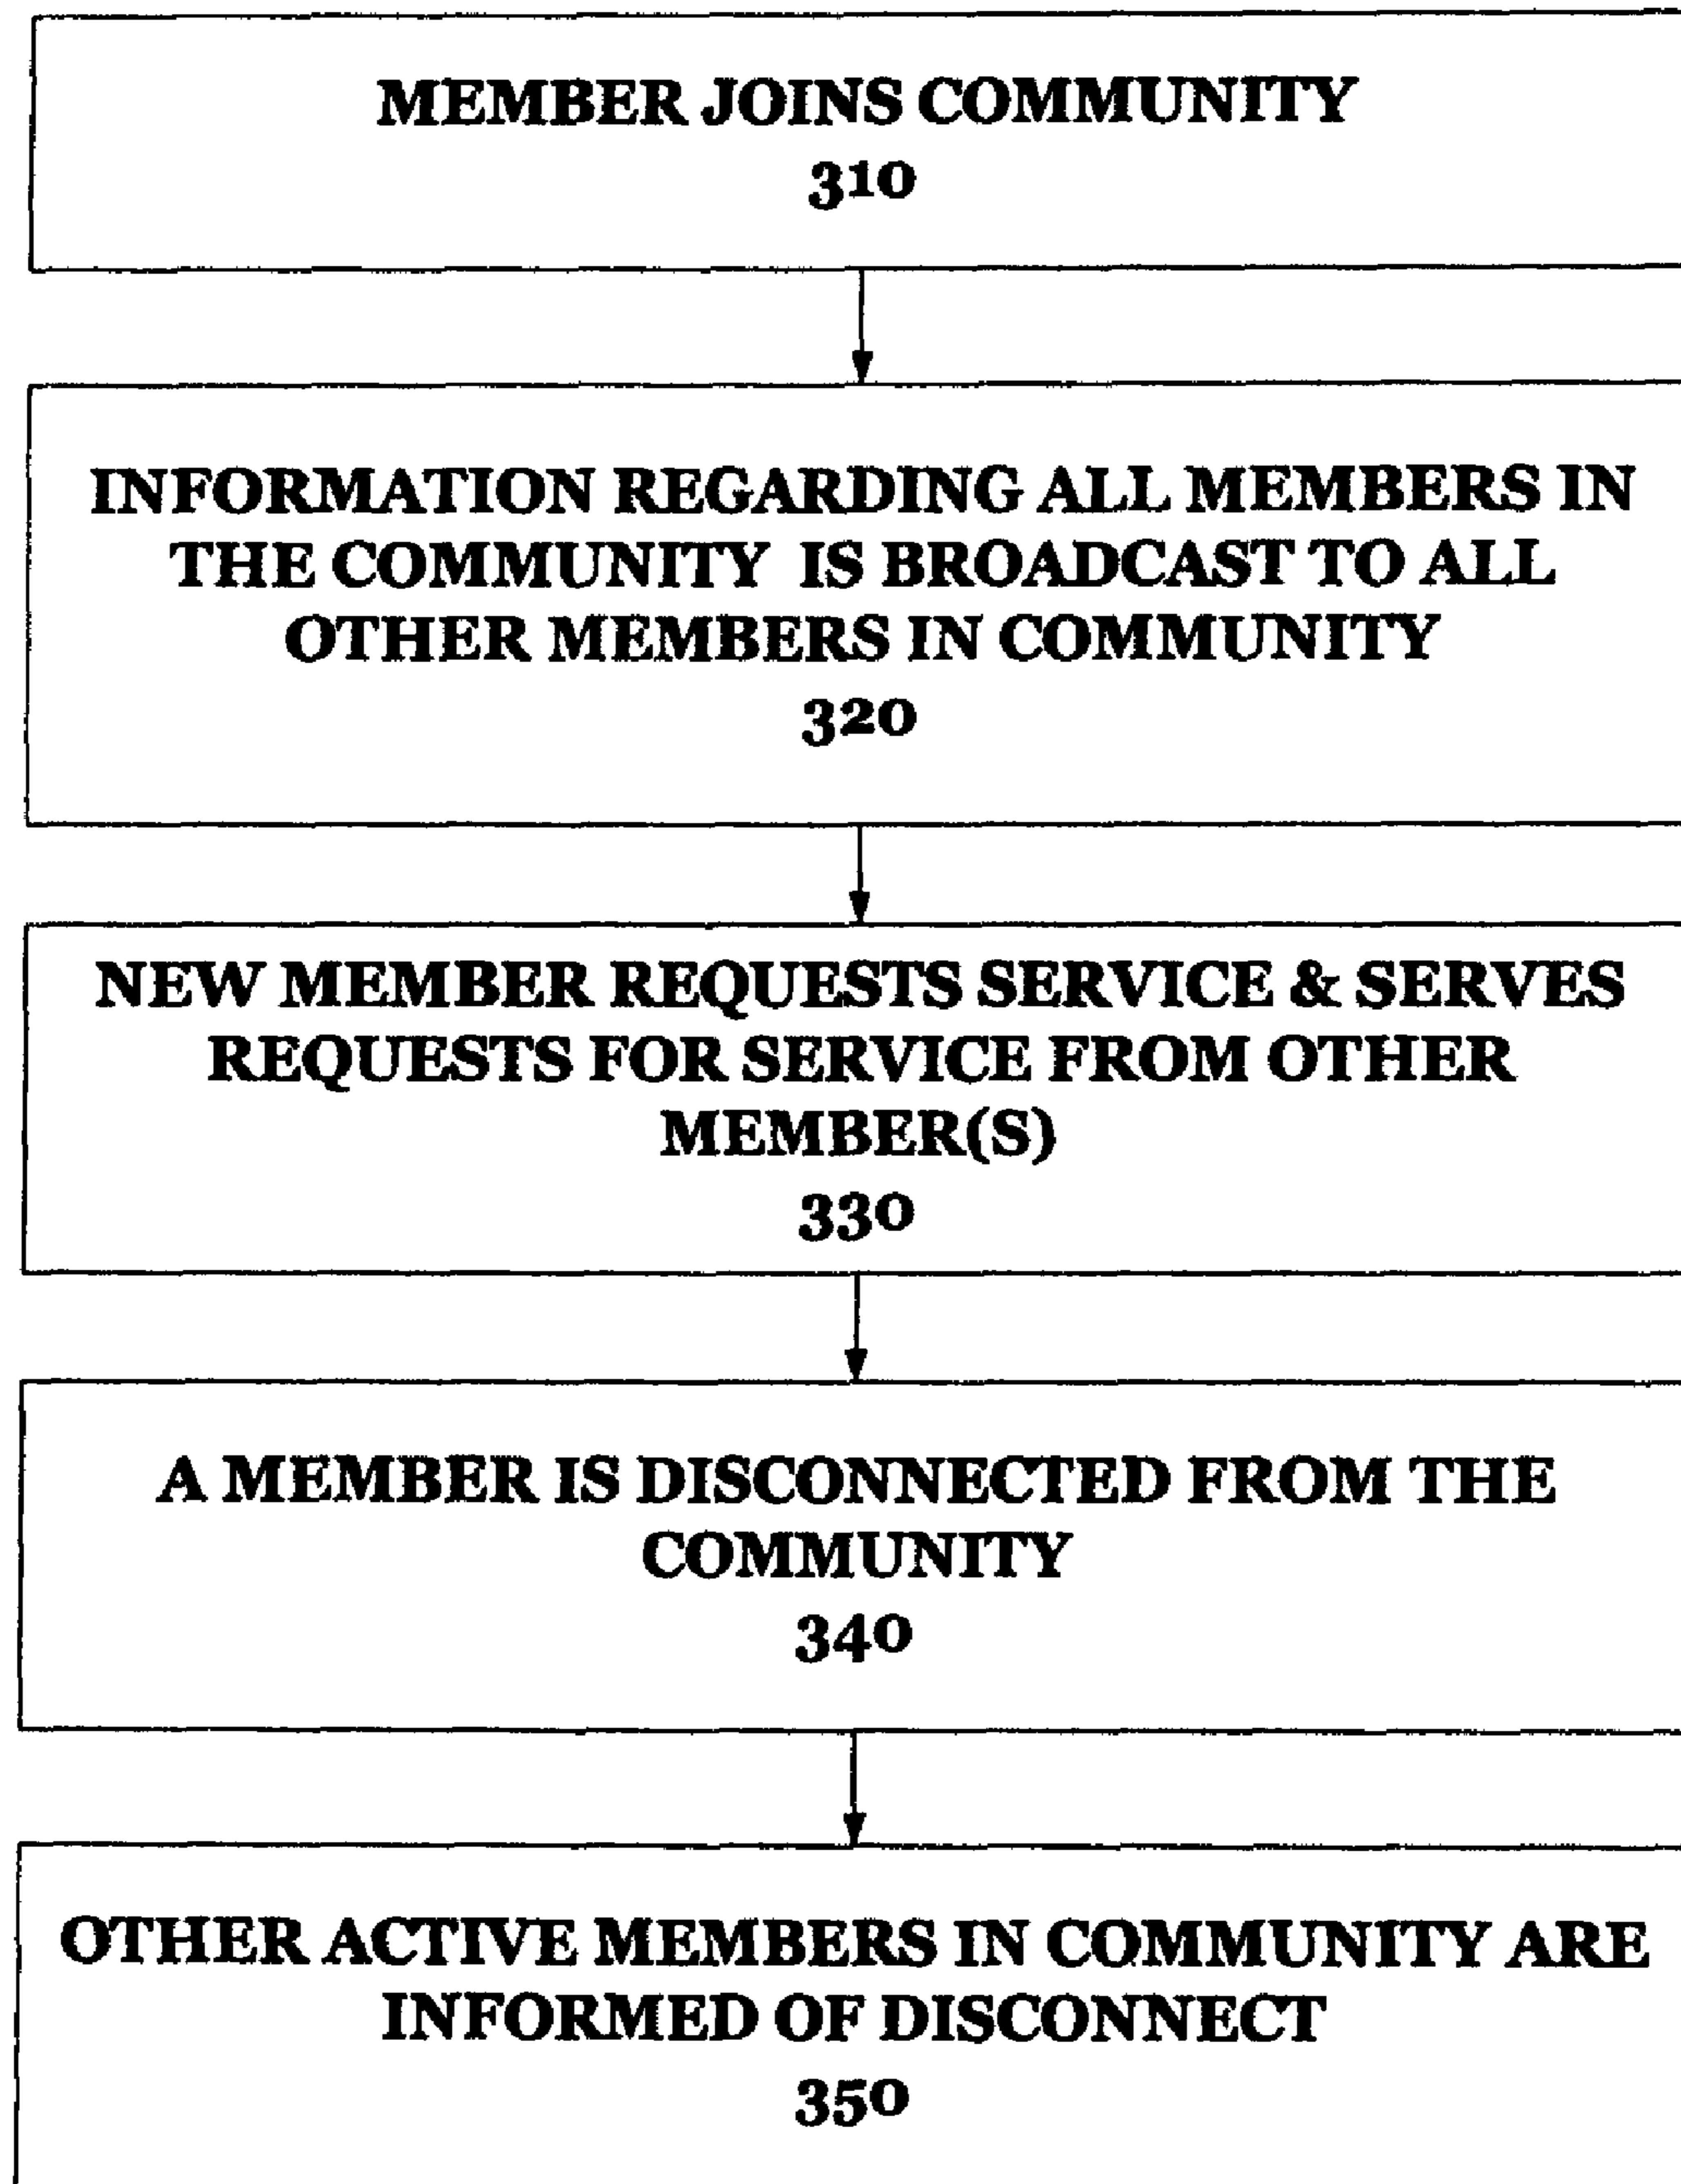 MEMBER JOINS COMMUNITY
310
INFORMATION REGARDING ALL MEMBERS IN
THE COMMUNITY IS BROADCAST TO ALL
OTHER MEMBERS IN COMMUNITY
320
NEW MEMBER REQUESTS SERVICE & SERVES
REQUESTS FOR SERVICE FROM OTHER
MEMBER(S)
330
A MEMBER IS DISCONNECTED FROM THE
COMMUNITY
340
OTHER ACTIVE MEMBERS IN COMMUNITY ARE
INFORMED OF DISCONNECT
350